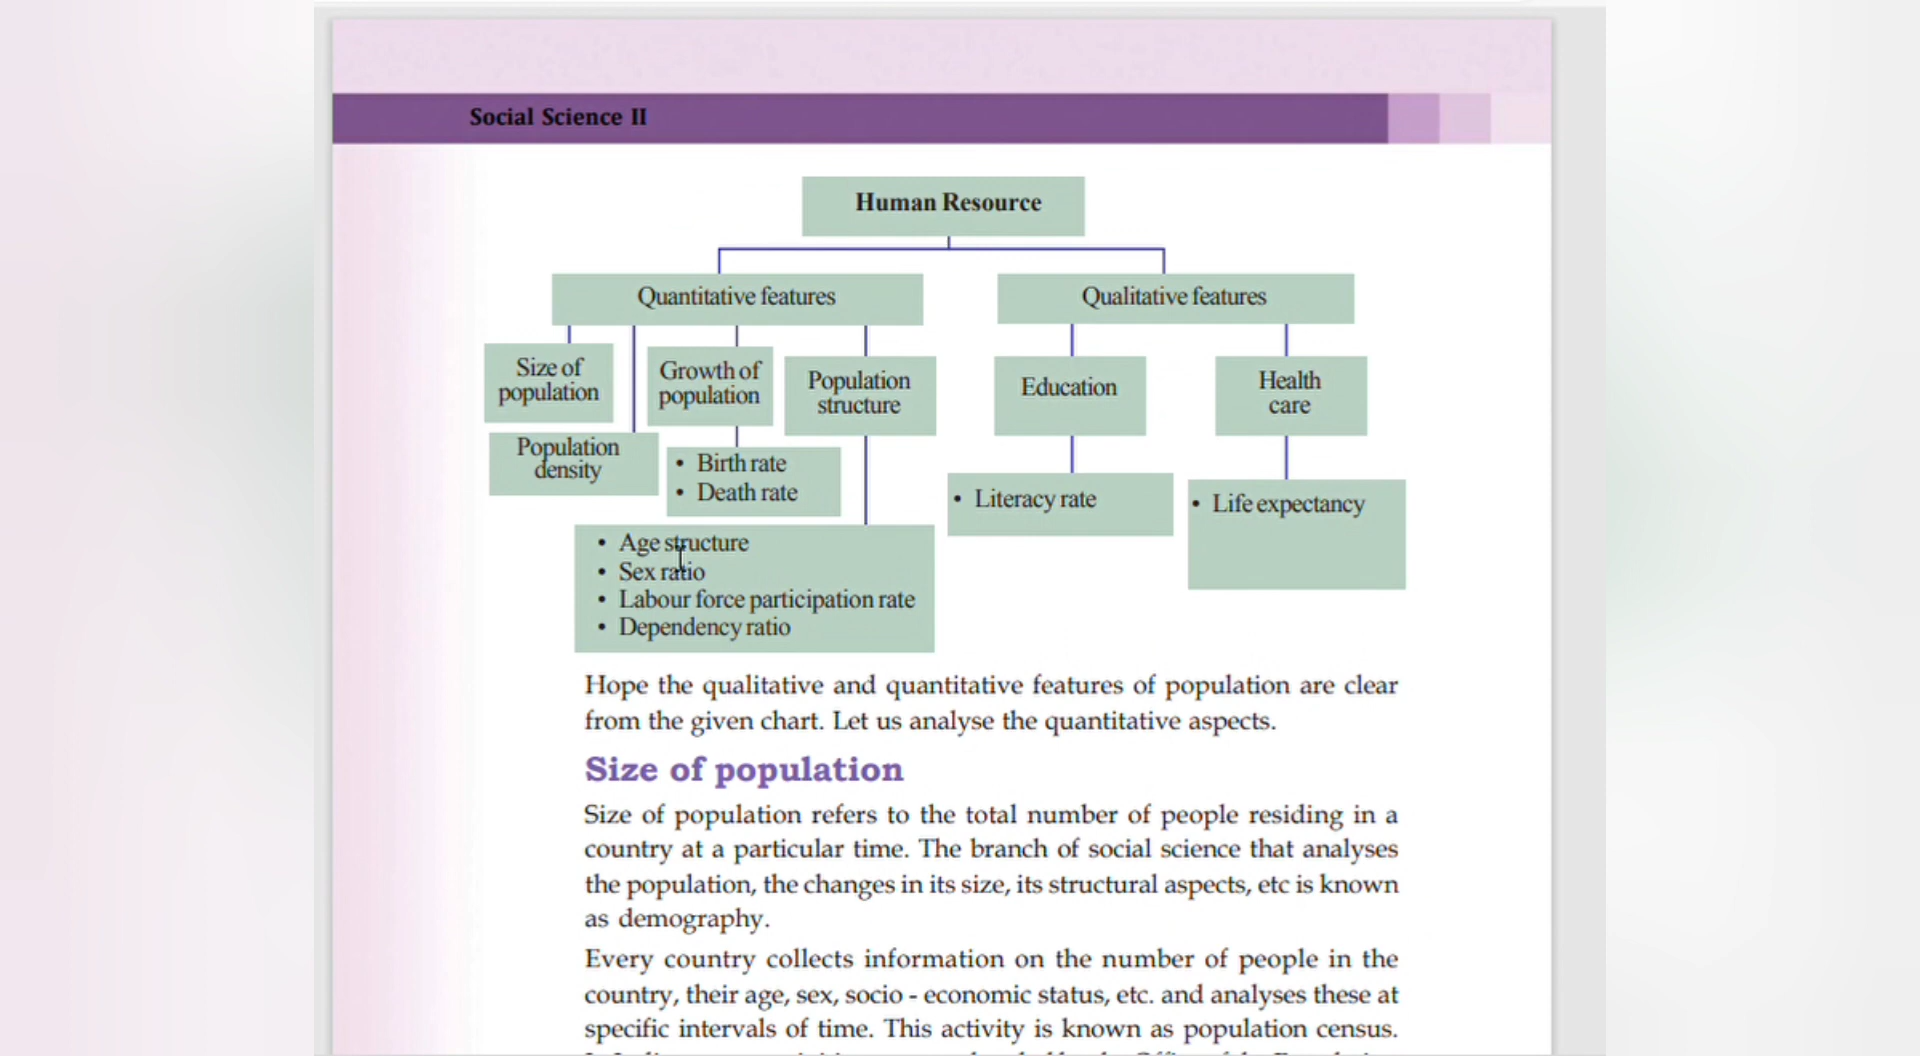 Social Science II
Human Resource
Quantitative features
Qualitative features
Size of
population
Growth of
population
Population
structure
Education
Health
care
Population
density
• Birth rate
• Death rate
• Literacy rate
• Life expectancy
• Age structure
• Sex ratio
• Labour force participation rate
• Dependency ratio
Hope the qualitative and quantitative features of population are clear
from the given chart. Let us analyse the quantitative aspects.
Size of population
Size of population refers to the total number of people residing in a
country at a particular time. The branch of social science that analyses
the population, the changes in its size, its structural aspects, etc is known
as demography.
Every country collects information on the number of people in the
country, their age, sex, socio - economic status, etc. and analyses these at
specific intervals of time. This activity is known as population census.